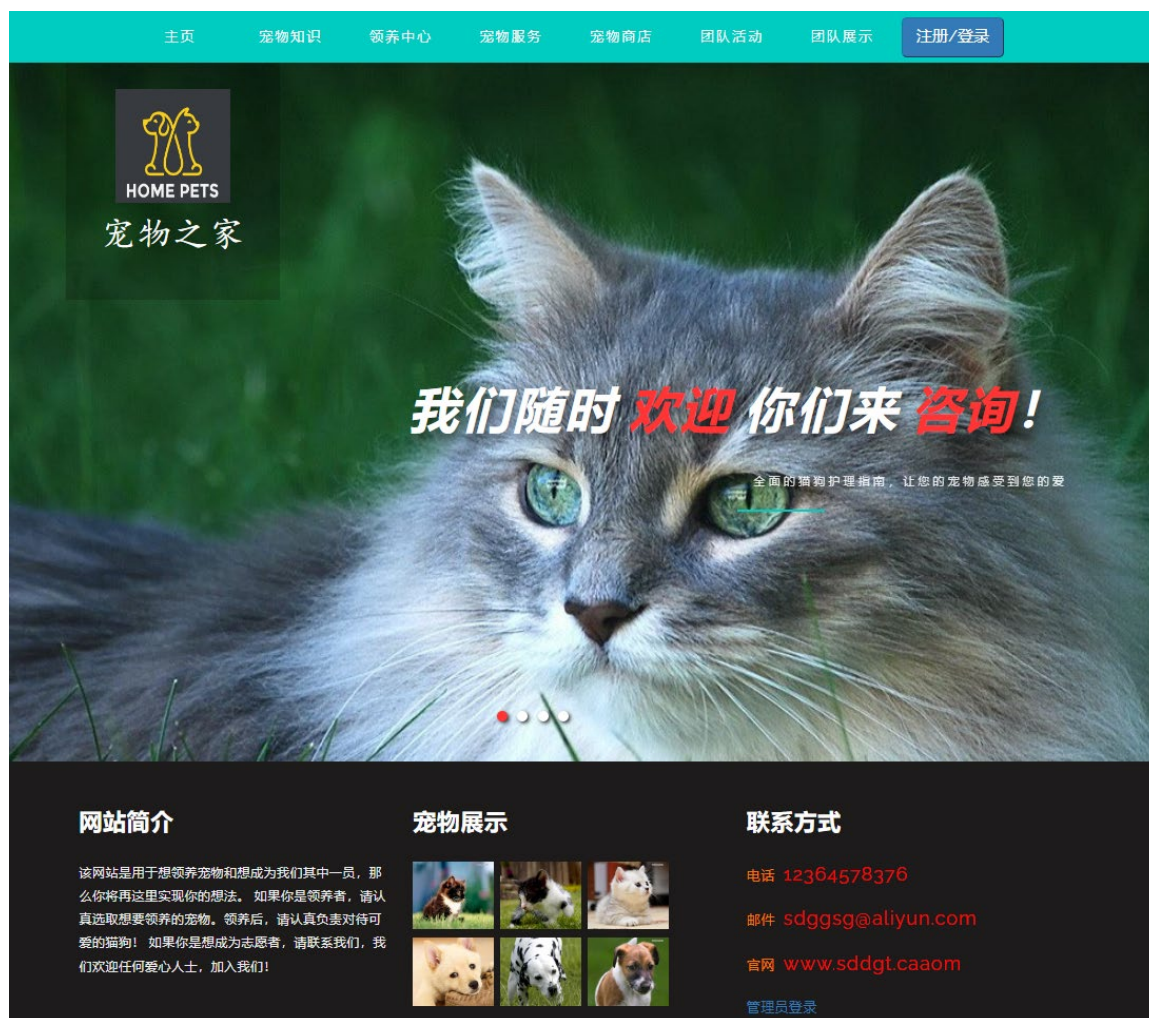 主页 宠物知识 领养中心 宠物服务 宠物商店 团队活动 团队展示 注册/登录
HOME PETS
宠物之家
我们随时 欢迎 你们来 咨询!
全面的猫狗护理指南，让您的宠物感受到您的爱
网站简介
该网站是用于想领养宠物和想成为我们其中一员，那
么你将再这里实现你的想法。 如果你是领养者，请认
真选取想要领养的宠物。领养后，请认真负责对待可
爱的猫狗！ 如果你是想成为志愿者，请联系我们，我
们欢迎任何爱心人士，加入我们!
宠物展示
联系方式
电话 12364578376
邮件 sdggsg@aliyun.com
官网 www.sddgt.caaom
管理员登录